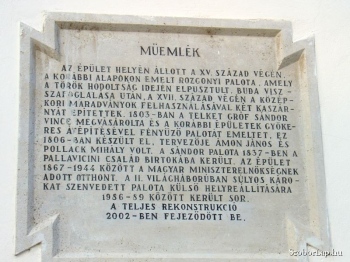 MŰEMLÉK
AZ ÉPÜLET HELYÉN ÁLLOTT A XV. SZÁZAD VÉGÉN,
A KORÁBBI ALAPOKON EMELT ROZGONYI PALOTA, AMELY
A TÖRÖK HÓDOLTSÁG IDEJÉN ELPUSZTULT. BUDA VISZ-
SZAFOGLALÁSA UTÁN, A XVII. SZÁZAD VÉGÉN A KÖZÉP-
KORI MARADVÁNYOK FELHASZNÁLÁSÁVAL KÉT KASZÁR-
NYÁT ÉPÍTETTEK. 1803-BAN A TELKET GRÓF SÁNDOR
VINCE MEGVÁSÁROLTA ÉS A KORÁBBI ÉPÜLETEK GYÖKE-
RES ÁTÉPÍTÉSÉVEL FÉNYŰZŐ PALOTÁT EMELTET, EZ
1806-BAN KÉSZÜLT EL, TERVEZŐJE, AMON JÁNOS ÉS
POLLACK MIHÁLY VOLT. A SÁNDOR PALOTA 1837-BEN A
PALLAVICINI CSALÁD BIRTOKÁBA KERÜLT. AZ ÉPÜLET
1867-1944 KÖZÖTT A MAGYAR MINISZTERELNÖKSÉGNEK
ADOTT OTTHONT. A II. VILÁGHÁBORÚBAN SÚLYOS KÁRO-
KAT SZENVEDETT PALOTA KÜLSŐ HELYREÁLLÍTÁSÁRA
1986-89 KÖZÖTT KERÜLT SOR.
A TELJES REKONSTRUKCIÓ
2002-BEN FEJEZŐDÖTT BE.
SzoborLap.hu